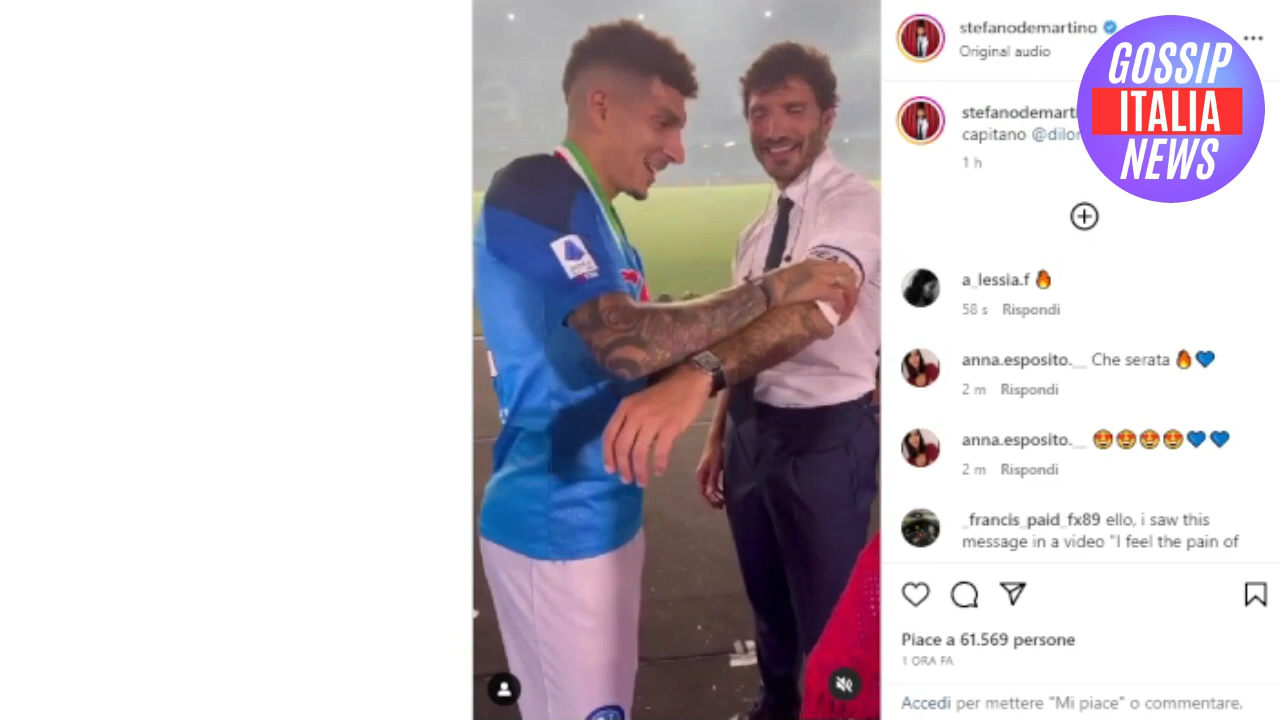 stefanodemartino
Original audio
GOSSIP
ITALIA
NEWS
capitano
1 h
a_lessia.f 🔥
58 s Rispondi
anna.esposito.__ Che serata 🔥💙
2 m Rispondi
anna.esposito.__ 🤩🤩🤩🤩💙💙
2 m Rispondi
_francis_paid_fx89 ello, i saw this
message in a video "I feel the pain of
Piace a 61.569 persone
1 ORA FA
Accedi per mettere "Mi piace" o commentare.